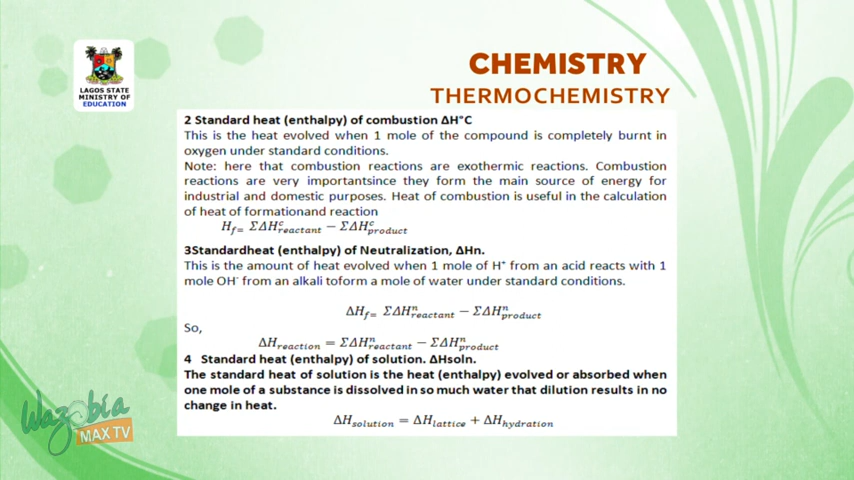 CHEMISTRY
THERMOCHEMISTRY
LAGOS STATE
MINISTRY OF
EDUCATION
2 Standard heat (enthalpy) of combustion ΔH°C
This is the heat evolved when 1 mole of the compound is completely burnt in
oxygen under standard conditions.
Note: here that combustion reactions are exothermic reactions. Combustion
reactions are very importantsince they form the main source of energy for
industrial and domestic purposes. Heat of combustion is useful in the calculation
of heat of formationand reaction
H_f= ΣΔH^c_reactant − ΣΔH^c_product
3Standardheat (enthalpy) of Neutralization, ΔHn.
This is the amount of heat evolved when 1 mole of H⁺ from an acid reacts with 1
mole OH⁻ from an alkali toform a mole of water under standard conditions.
ΔH_f= ΣΔH^n_reactant − ΣΔH^n_product
So,
ΔH_reaction = ΣΔH^n_reactant − ΣΔH^n_product
4 Standard heat (enthalpy) of solution. ΔHsoln.
The standard heat of solution is the heat (enthalpy) evolved or absorbed when
one mole of a substance is dissolved in so much water that dilution results in no
change in heat.
ΔH_solution = ΔH_lattice + ΔH_hydration
Wazobia
MAX TV